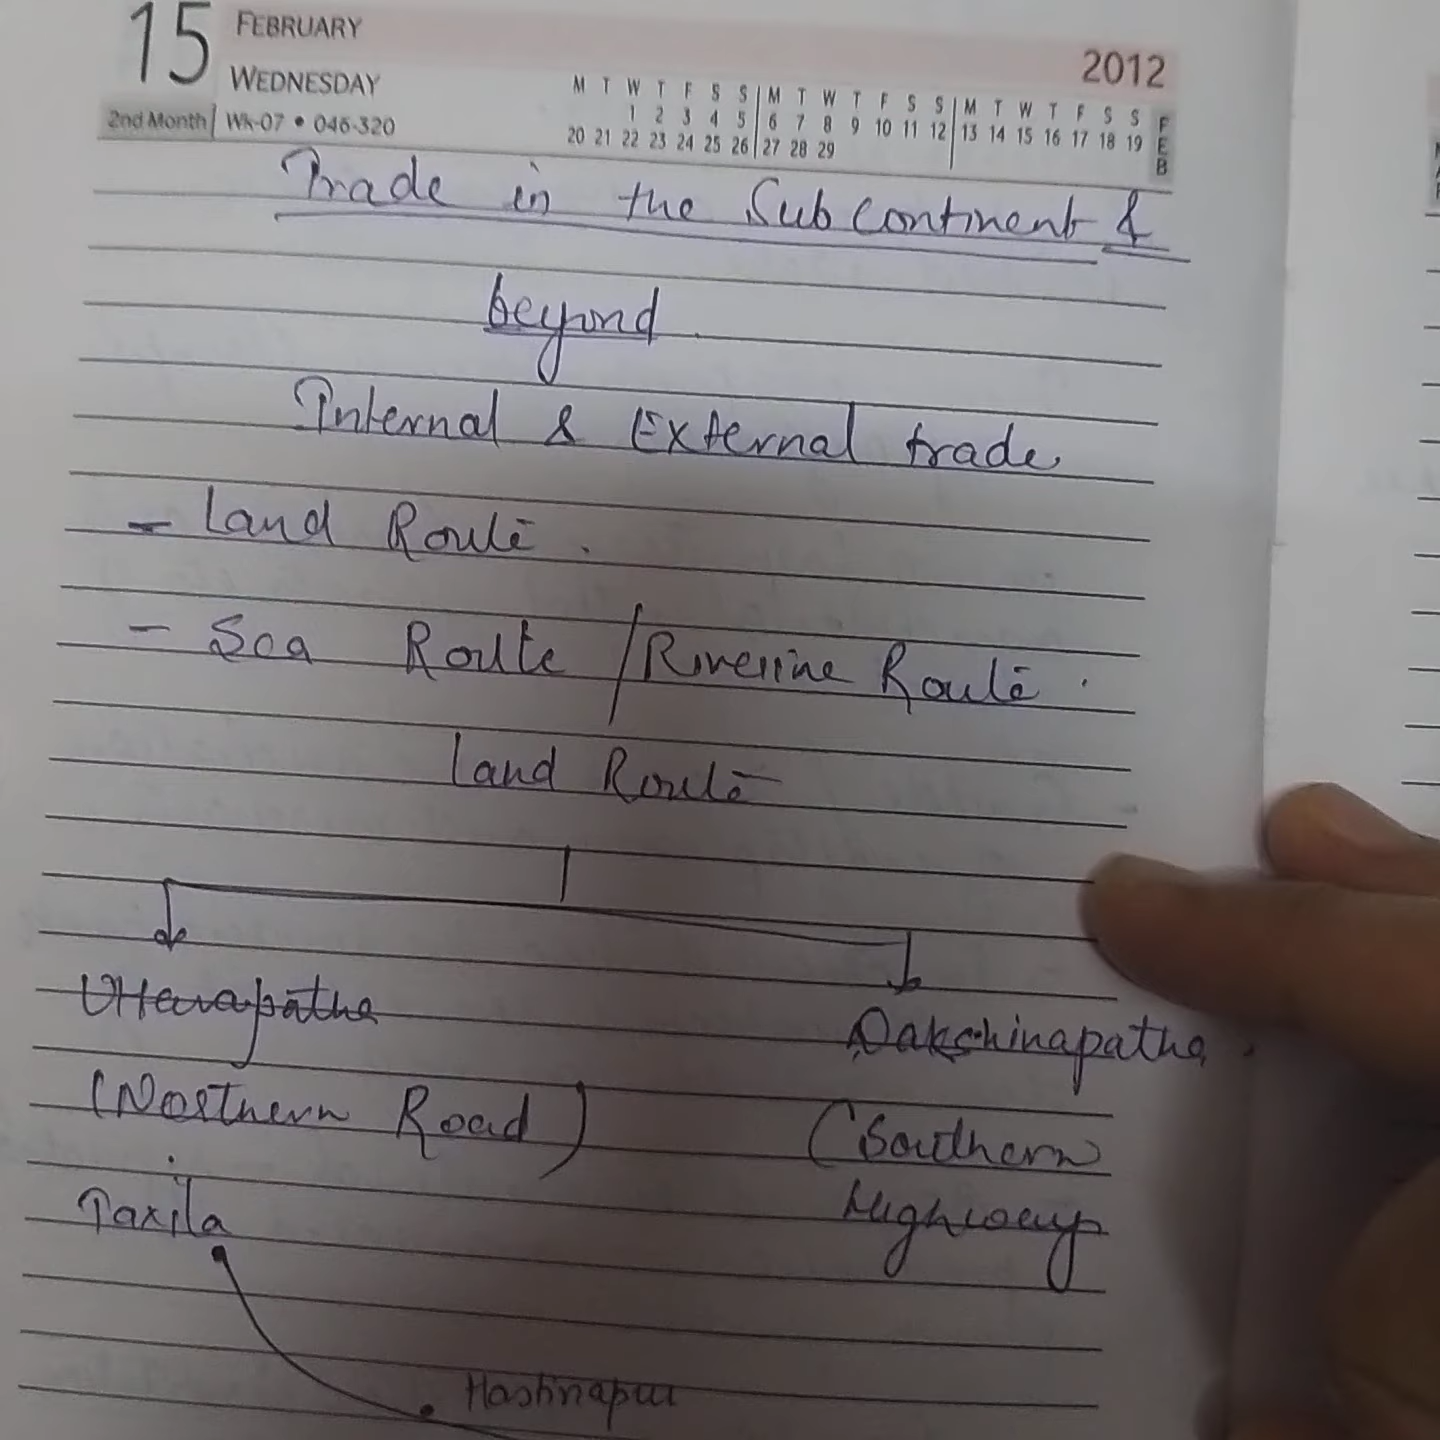 15 FEBRUARY 2012
WEDNESDAY
2nd Month Wk-07 • 046-320
M T W T F S S M T W T F S S M T W T F S S
1 2 3 4 5 6 7 8 9 10 11 12 13 14 15 16 17 18 19
20 21 22 23 24 25 26 27 28 29
FEB
Trade in the Subcontinent &
beyond
Internal & External trade
- Land Route.
- Sea Route / Riverine Route.
Land Route
Uttarapatha Dakshinapatha.
(Northern Road) (Southern
Taxila Highway
Hastinapur